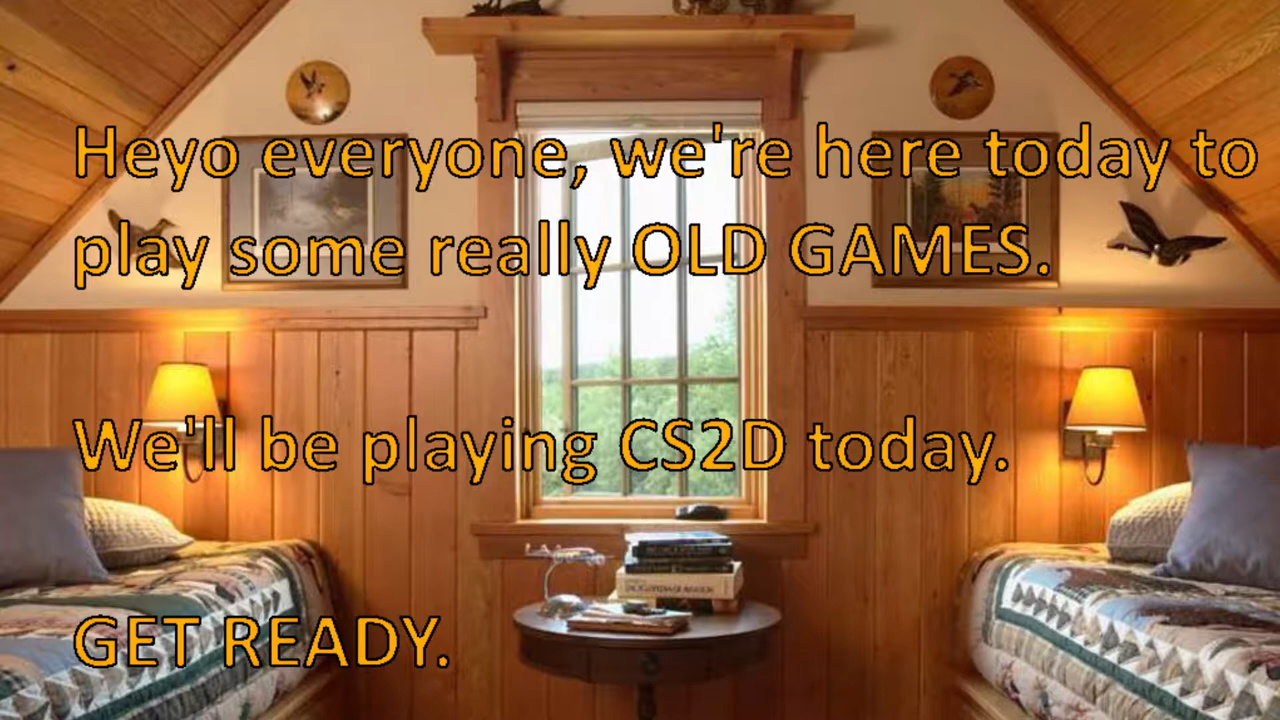 Heyo everyone, we're here today to
play some really OLD GAMES.
We'll be playing CS2D today.
GET READY.